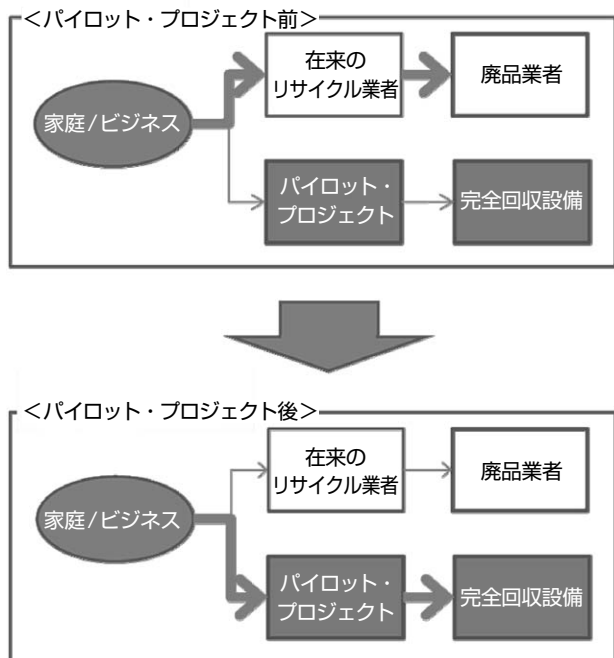 ＜パイロット・プロジェクト前＞
在来の
リサイクル業者
廃品業者
家庭/ビジネス
パイロット・
プロジェクト
完全回収設備
＜パイロット・プロジェクト後＞
在来の
リサイクル業者
廃品業者
家庭/ビジネス
パイロット・
プロジェクト
完全回収設備